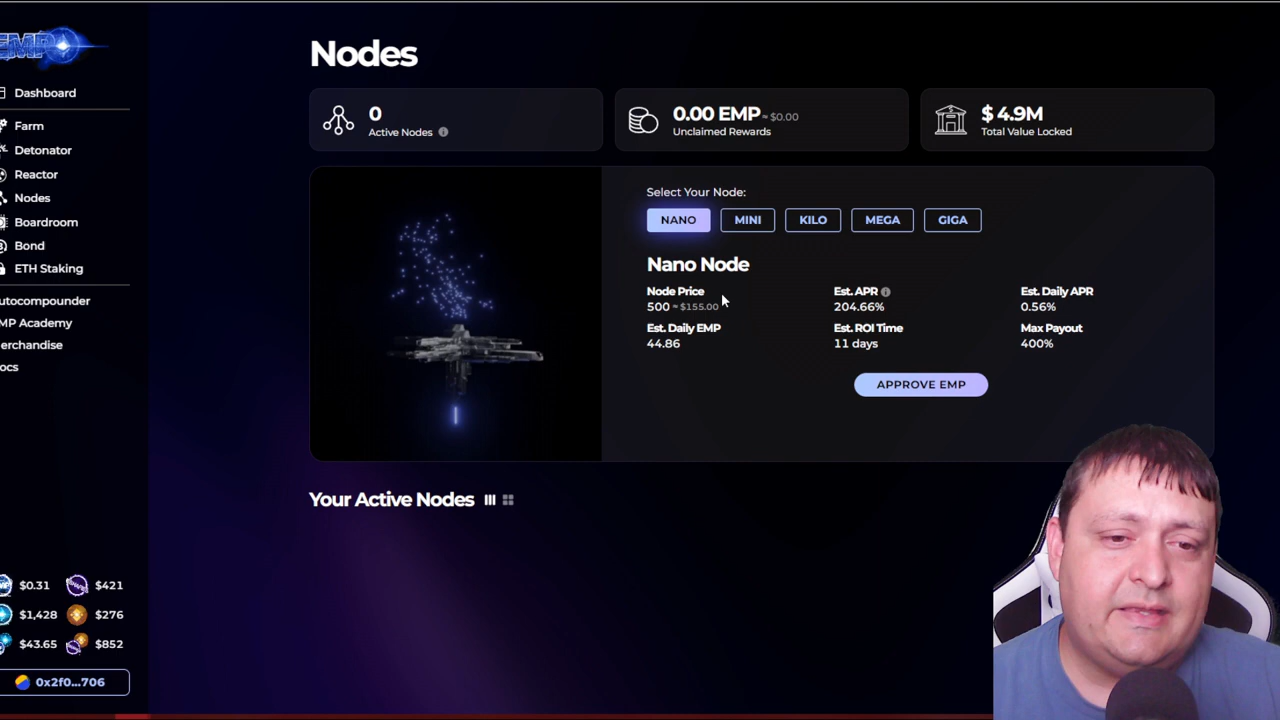 EMP
Nodes
Dashboard
Farm
Detonator
Reactor
Nodes
Boardroom
Bond
ETH Staking
utocompounder
MP Academy
erchandise
ocs
0
Active Nodes
0.00 EMP ≈ $0.00
Unclaimed Rewards
$ 4.9M
Total Value Locked
Select Your Node:
NANO MINI KILO MEGA GIGA
Nano Node
Node Price Est. APR Est. Daily APR
500 ≈ $155.00 204.66% 0.56%
Est. Daily EMP Est. ROI Time Max Payout
44.86 11 days 400%
APPROVE EMP
Your Active Nodes
$0.31 $421
$1,428 $276
$43.65 $852
0x2f0...706